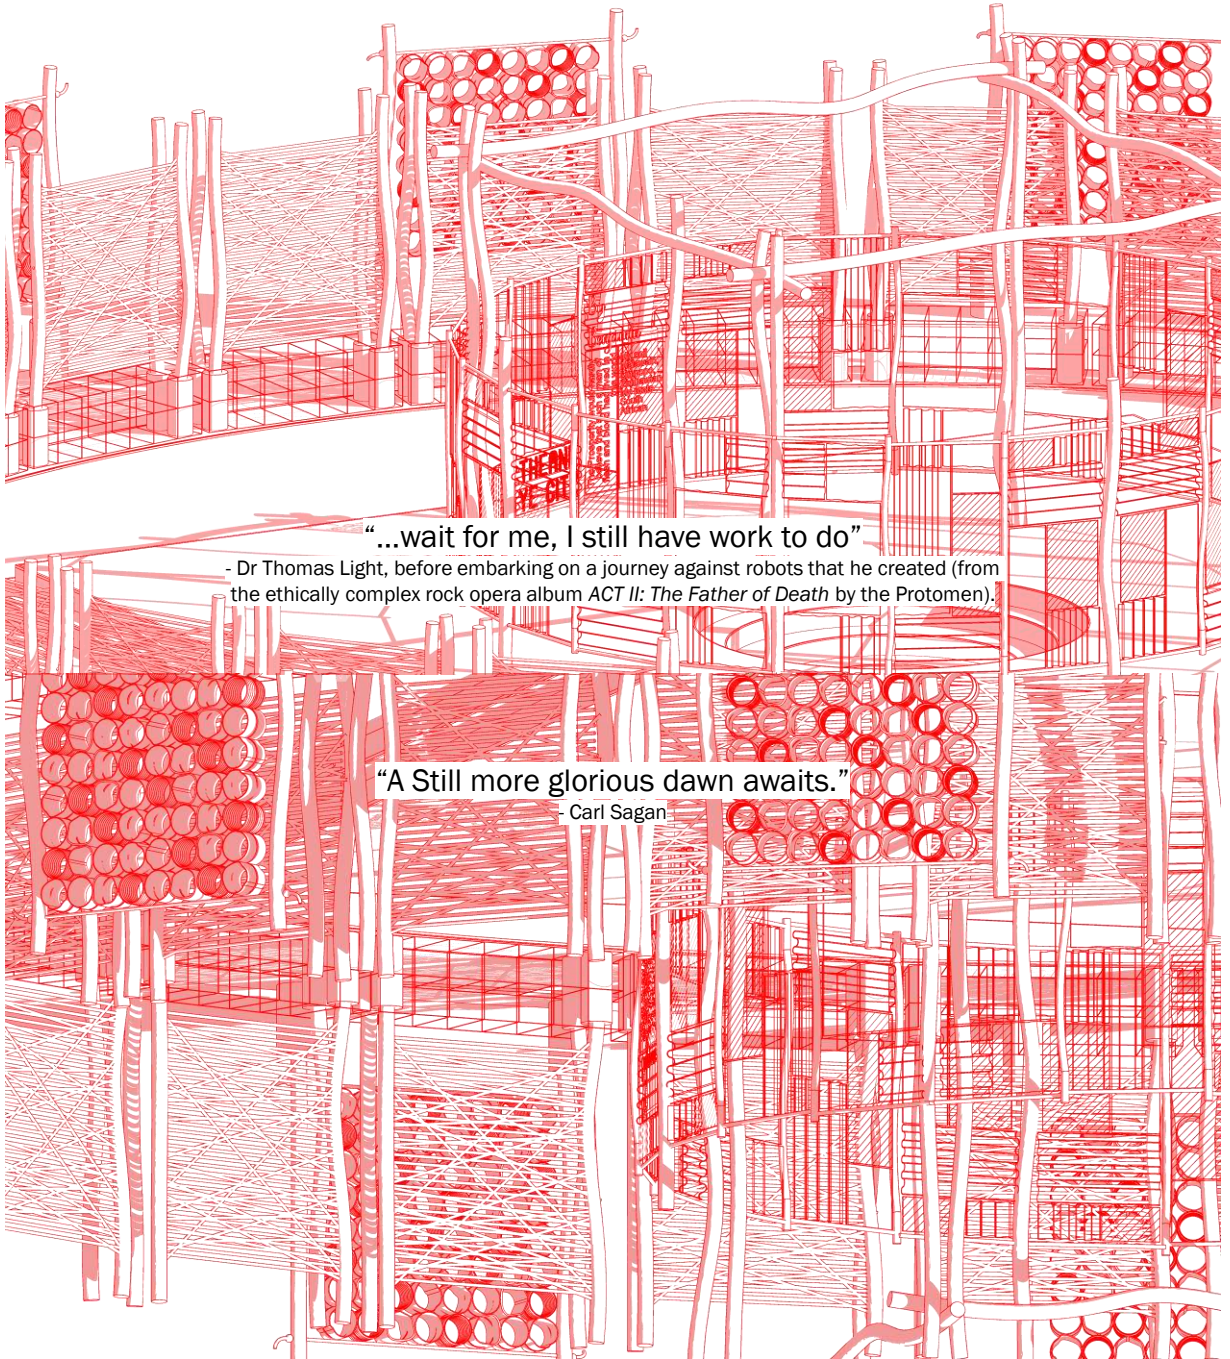 “...wait for me, I still have work to do”
- Dr Thomas Light, before embarking on a journey against robots that he created (from
the ethically complex rock opera album ACT II: The Father of Death by the Protomen).
“A Still more glorious dawn awaits.”
- Carl Sagan